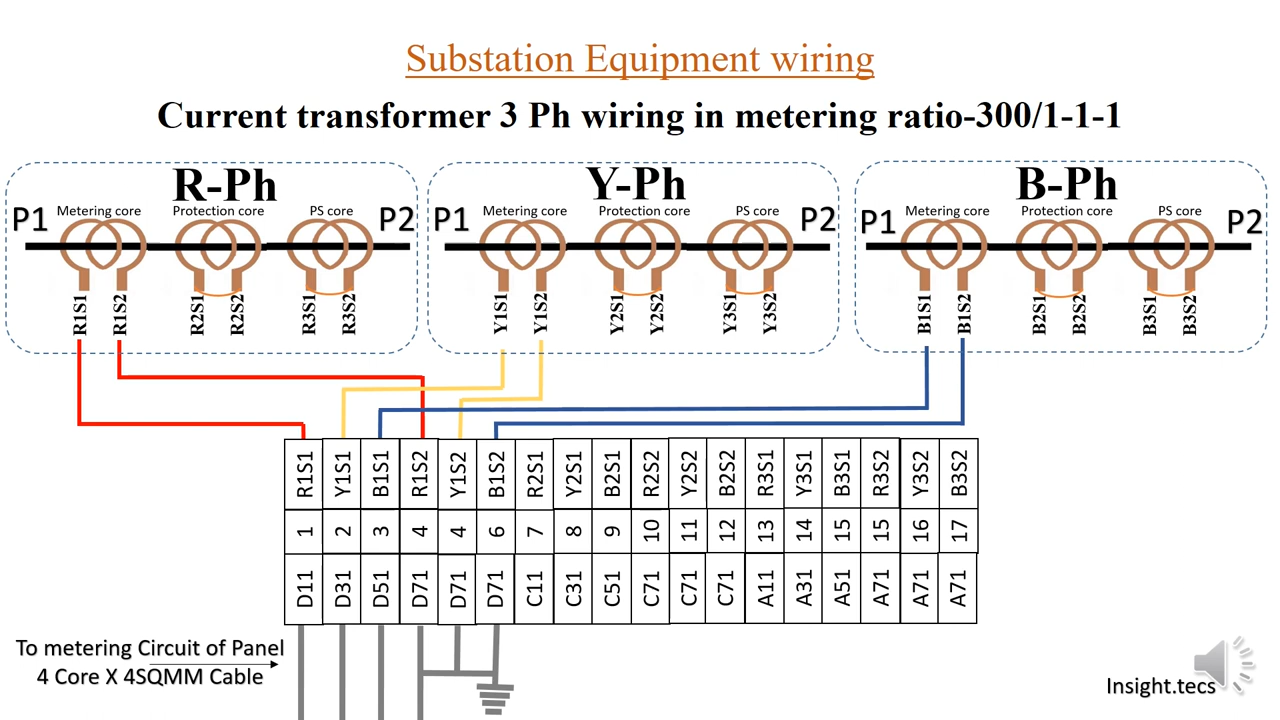 Substation Equipment wiring
Current transformer 3 Ph wiring in metering ratio-300/1-1-1
R-Ph
Y-Ph
B-Ph
P1
Metering core
Protection core
PS core
P2
P1
Metering core
Protection core
PS core
P2
P1
Metering core
Protection core
PS core
P2
R1S1
R1S2
R2S1
R2S2
R3S1
R3S2
Y1S1
Y1S2
Y2S1
Y2S2
Y3S1
Y3S2
B1S1
B1S2
B2S1
B2S2
B3S1
B3S2
R1S1 Y1S1 B1S1 R1S2 Y1S2 B1S2 R2S1 Y2S1 B2S1 R2S2 Y2S2 B2S2 R3S1 Y3S1 B3S1 R3S2 Y3S2 B3S2
1 2 3 4 4 6 7 8 9 10 11 12 13 14 15 15 16 17
D11 D31 D51 D71 D71 D71 C11 C31 C51 C71 C71 C71 A11 A31 A51 A71 A71 A71
To metering Circuit of Panel
4 Core X 4SQMM Cable
Insight.tecs